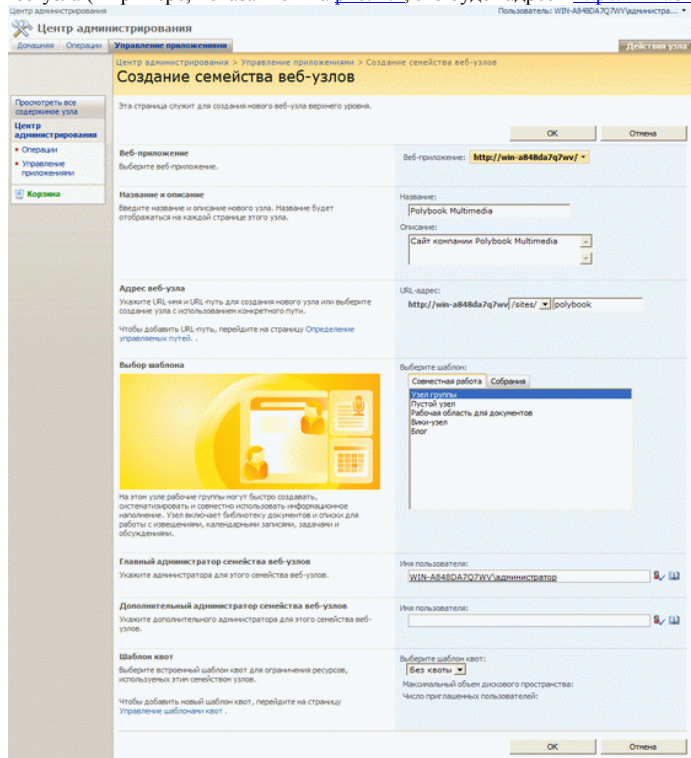 Центр администрирования
Пользователь: WIN-A848DA7Q7WV\администра...
Центр администрирования
Домашняя Операции Управление приложениями
Действия узла
Центр администрирования > Управление приложениями > Создание семейства веб-узлов
Создание семейства веб-узлов
Просмотреть все содержимое узла
Центр администрирования
Операции
Управление приложениями
Корзина
Эта страница служит для создания нового веб-узла верхнего уровня.
OK Отмена
Веб-приложение
Выберите веб-приложение.
Веб-приложение: http://win-a848da7q7wv/
Название и описание
Введите название и описание нового узла. Название будет
отображаться на каждой странице этого узла.
Название:
Polybook Multimedia
Описание:
Сайт компании Polybook Multimedia
Адрес веб-узла
Укажите URL-имя и URL-путь для создания нового узла или выберите
создание узла с использованием конкретного пути.
Чтобы добавить URL-путь, перейдите на страницу Определение
управляемых путей. .
URL-адрес:
http://win-a848da7q7wv /sites/ polybook
Выбор шаблона
Выберите шаблон:
Совместная работа Собрания
Узел группы
Пустой узел
Рабочая область для документов
Вики-узел
Блог
На этом узле рабочие группы могут быстро создавать,
систематизировать и совместно использовать информационное
наполнение. Узел включает библиотеку документов и списки для
работы с извещениями, календарными записями, задачами и
обсуждениями.
Главный администратор семейства веб-узлов
Укажите администратора для этого семейства веб-узлов.
Имя пользователя:
WIN-A848DA7Q7WV\администратор
Дополнительный администратор семейства веб-узлов
Укажите дополнительного администратора для этого семейства веб-
узлов.
Имя пользователя:
Шаблон квот
Выберите встроенный шаблон квот для ограничения ресурсов,
используемых этим семейством узлов.
Чтобы добавить новый шаблон квот, перейдите на страницу
Управление шаблонами квот .
Выберите шаблон квот:
Без квоты
Максимальный объем дискового пространства:
Число приглашенных пользователей:
OK Отмена